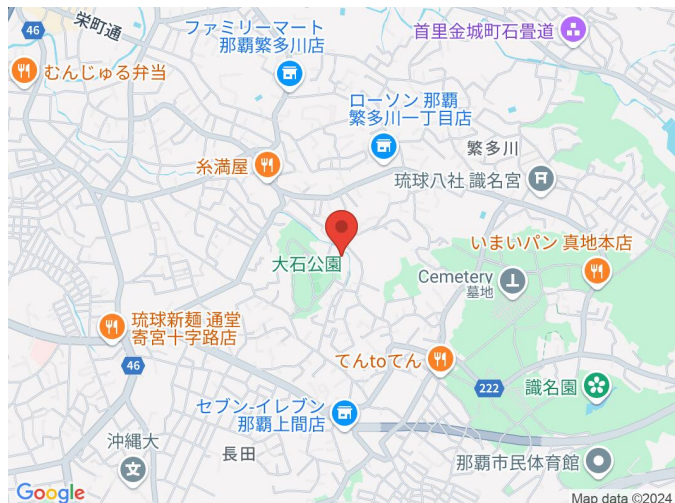 46
栄町通
ファミリーマート
那覇繁多川店
首里金城町石畳道
むんじゅる弁当
ローソン 那覇
繁多川一丁目店
繁多川
糸満屋
琉球八社 識名宮
大石公園
いまいパン 真地本店
Cemetery
墓地
琉球新麺 通堂
寄宮十字路店
46
てんtoてん
222
識名園
セブン-イレブン
那覇上間店
沖縄大
長田
那覇市民体育館
Google
Map data ©2024